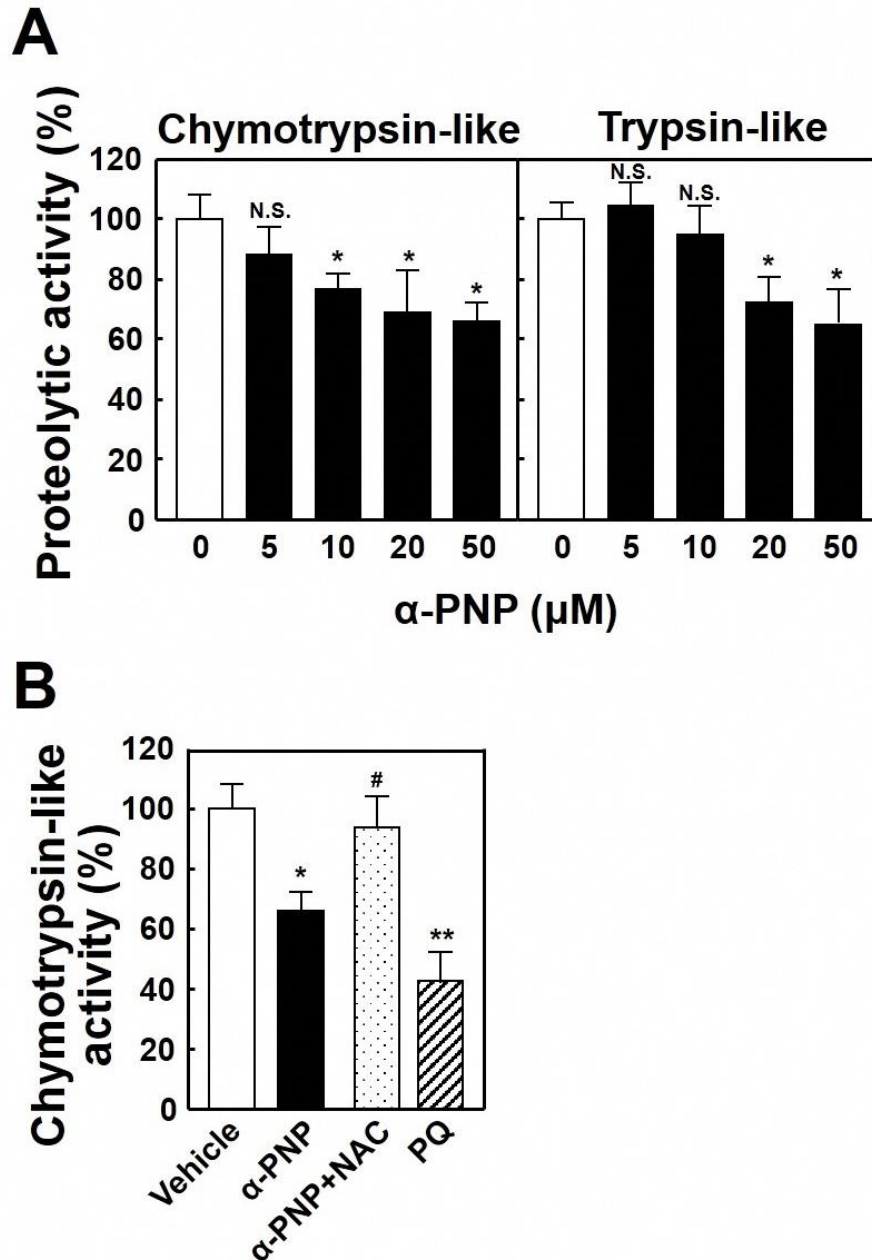 A
Chymotrypsin-like Trypsin-like
Proteolytic activity (%)
120
100
80
60
40
20
0
N.S.
*
*
*
N.S.
N.S.
*
*
0 5 10 20 50 0 5 10 20 50
α-PNP (µM)
B
Chymotrypsin-like
activity (%)
120
100
80
60
40
20
0
*
#
**
Vehicle
α-PNP
α-PNP+NAC
PQ